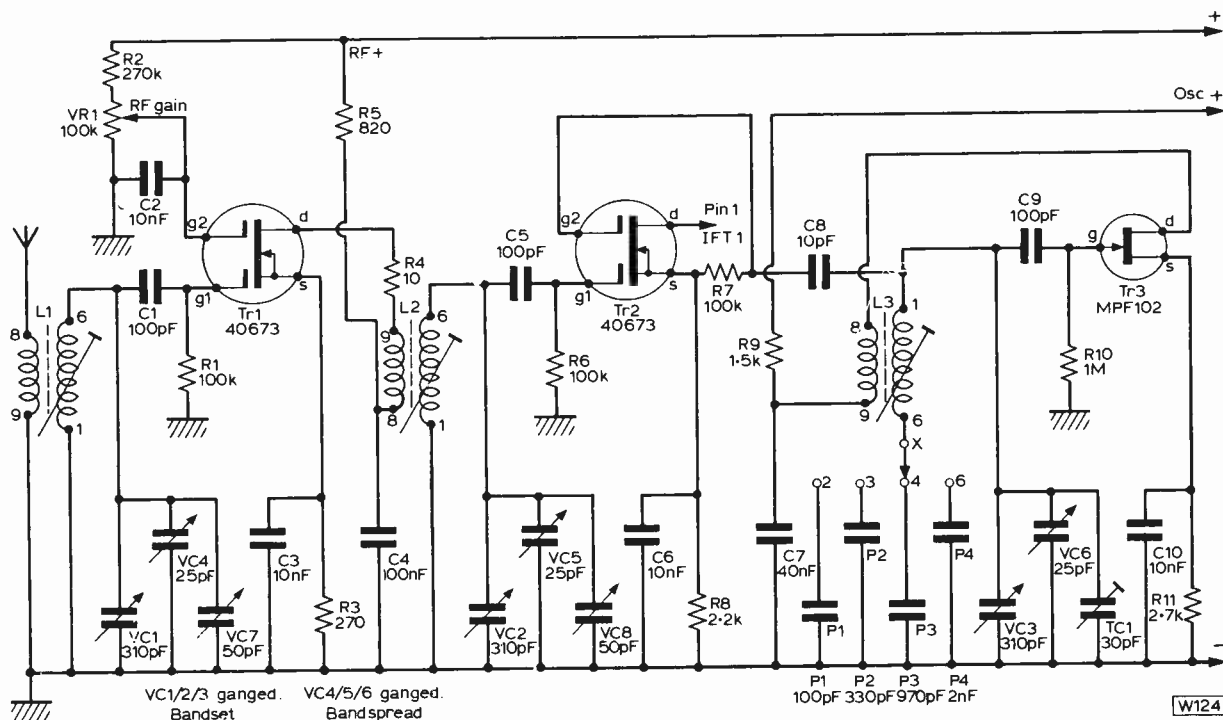 +
RF+
R2
270k
VR1
100k
RF gain
R5
820
Osc +
C2
10nF
g2
d
g1
s
Tr1
40673
C1
100pF
R1
100k
L1
8
6
9
1
R4
10
L2
9
6
8
1
C5
100pF
g2
d
g1
s
Tr2
40673
Pin 1
IFT 1
R6
100k
R7
100k
C8
10pF
R9
1·5k
L3
8
1
9
6
X
C9
100pF
g
d
s
Tr3
MPF102
R10
1M
2
3
4
6
VC4
25pF
C3
10nF
VC1
310pF
VC7
50pF
R3
270
C4
100nF
VC5
25pF
C6
10nF
VC2
310pF
VC8
50pF
R8
2·2k
C7
40nF
P2
P4
P1
P3
VC6
25pF
C10
10nF
VC3
310pF
TC1
30pF
R11
2·7k
−
P1 P2 P3 P4
100pF 330pF 970pF 2nF
VC1/2/3 ganged. VC4/5/6 ganged.
Bandset Bandspread
W124